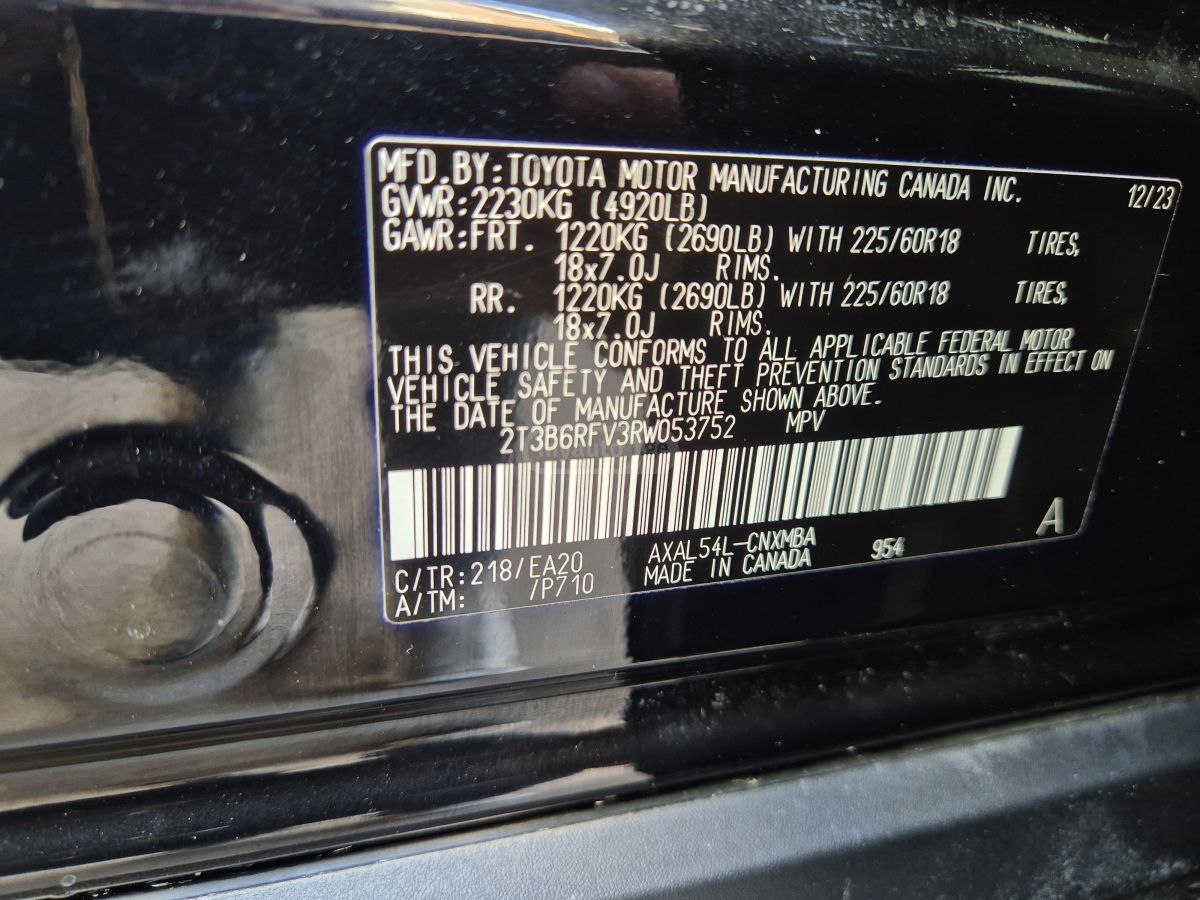 MFD.BY:TOYOTA MOTOR MANUFACTURING CANADA INC. 12/23
GVWR:2230KG (4920LB)
GAWR:FRT. 1220KG (2690LB) WITH 225/60R18 TIRES,
18x7.0J RIMS.
RR. 1220KG (2690LB) WITH 225/60R18 TIRES,
18x7.0J RIMS.
THIS VEHICLE CONFORMS TO ALL APPLICABLE FEDERAL MOTOR
VEHICLE SAFETY AND THEFT PREVENTION STANDARDS IN EFFECT ON
THE DATE OF MANUFACTURE SHOWN ABOVE.
2T3B6RFV3RW053752 MPV
C/TR:218/EA20 AXAL54L-CNXMBA 954 A
A/TM: /P710 MADE IN CANADA